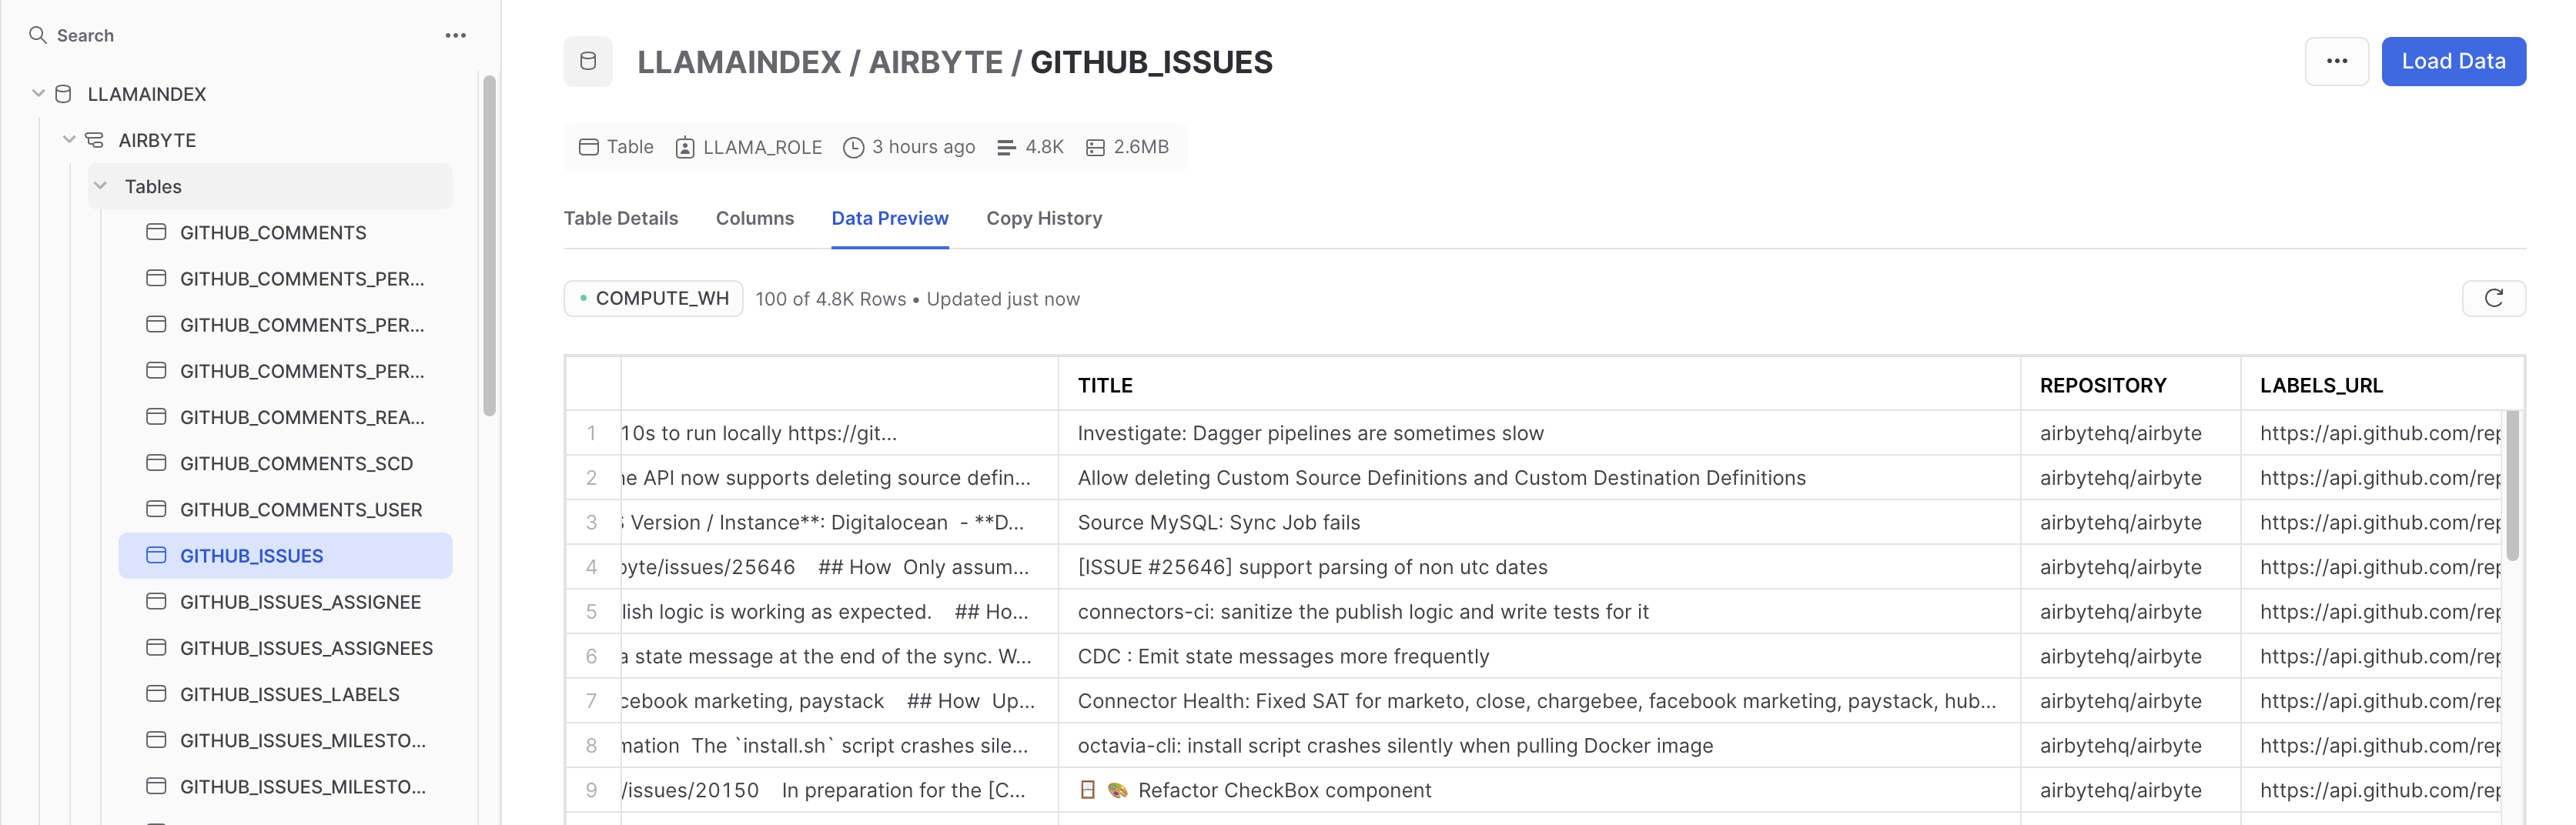 Search
LLAMAINDEX
AIRBYTE
Tables
GITHUB_COMMENTS
GITHUB_COMMENTS_PER...
GITHUB_COMMENTS_PER...
GITHUB_COMMENTS_PER...
GITHUB_COMMENTS_REA...
GITHUB_COMMENTS_SCD
GITHUB_COMMENTS_USER
GITHUB_ISSUES
GITHUB_ISSUES_ASSIGNEE
GITHUB_ISSUES_ASSIGNEES
GITHUB_ISSUES_LABELS
GITHUB_ISSUES_MILESTO...
GITHUB_ISSUES_MILESTO...
LLAMAINDEX / AIRBYTE / GITHUB_ISSUES
Load Data
Table LLAMA_ROLE 3 hours ago 4.8K 2.6MB
Table Details Columns Data Preview Copy History
COMPUTE_WH 100 of 4.8K Rows • Updated just now
TITLE REPOSITORY LABELS_URL
1 10s to run locally https://git... Investigate: Dagger pipelines are sometimes slow airbytehq/airbyte https://api.github.com/rep
2 he API now supports deleting source defin... Allow deleting Custom Source Definitions and Custom Destination Definitions airbytehq/airbyte https://api.github.com/rep
3 S Version / Instance**: Digitalocean - **D... Source MySQL: Sync Job fails airbytehq/airbyte https://api.github.com/rep
4 byte/issues/25646 ## How Only assum... [ISSUE #25646] support parsing of non utc dates airbytehq/airbyte https://api.github.com/rep
5 lish logic is working as expected. ## Ho... connectors-ci: sanitize the publish logic and write tests for it airbytehq/airbyte https://api.github.com/rep
6 a state message at the end of the sync. W... CDC : Emit state messages more frequently airbytehq/airbyte https://api.github.com/rep
7 cebook marketing, paystack ## How Up... Connector Health: Fixed SAT for marketo, close, chargebee, facebook marketing, paystack, hub... airbytehq/airbyte https://api.github.com/rep
8 mation The `install.sh` script crashes sile... octavia-cli: install script crashes silently when pulling Docker image airbytehq/airbyte https://api.github.com/rep
9 /issues/20150 In preparation for the [C... 🪟 🎨 Refactor CheckBox component airbytehq/airbyte https://api.github.com/rep